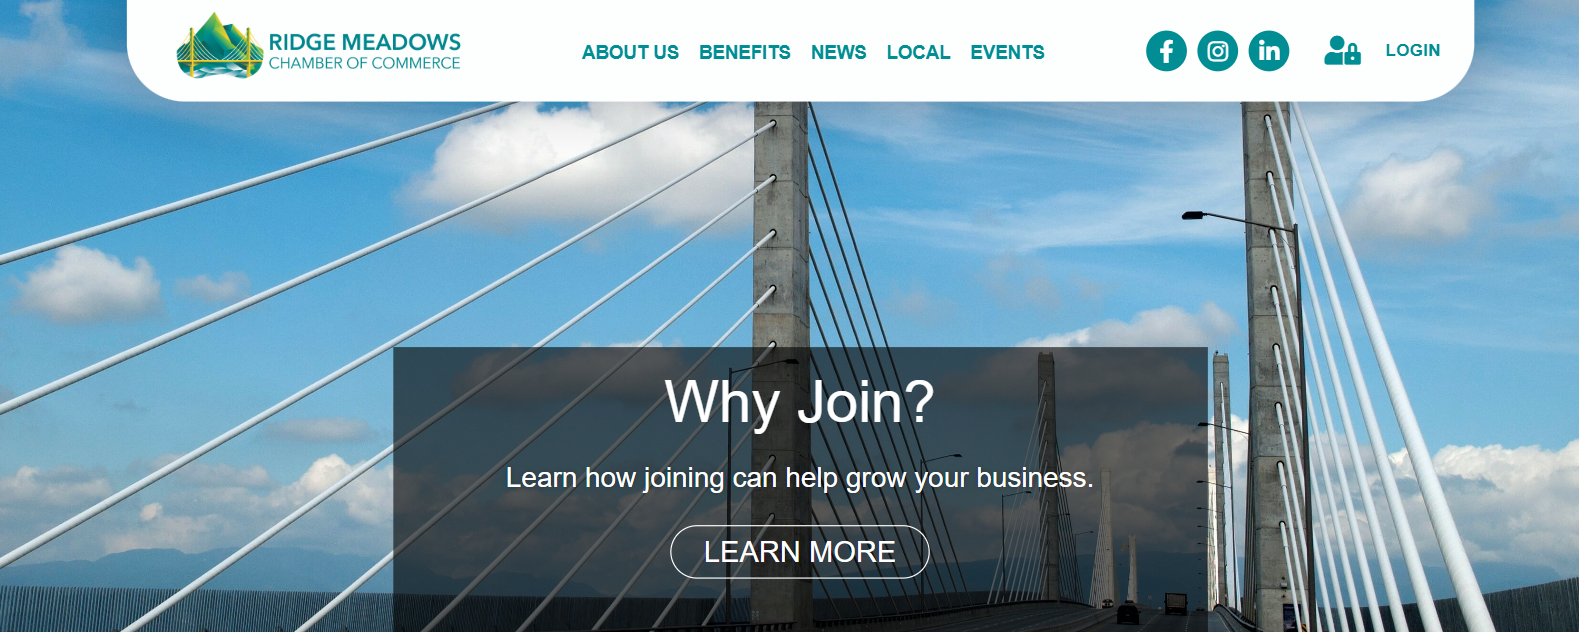 RIDGE MEADOWS
CHAMBER OF COMMERCE
ABOUT US BENEFITS NEWS LOCAL EVENTS
LOGIN
Why Join?
Learn how joining can help grow your business.
LEARN MORE